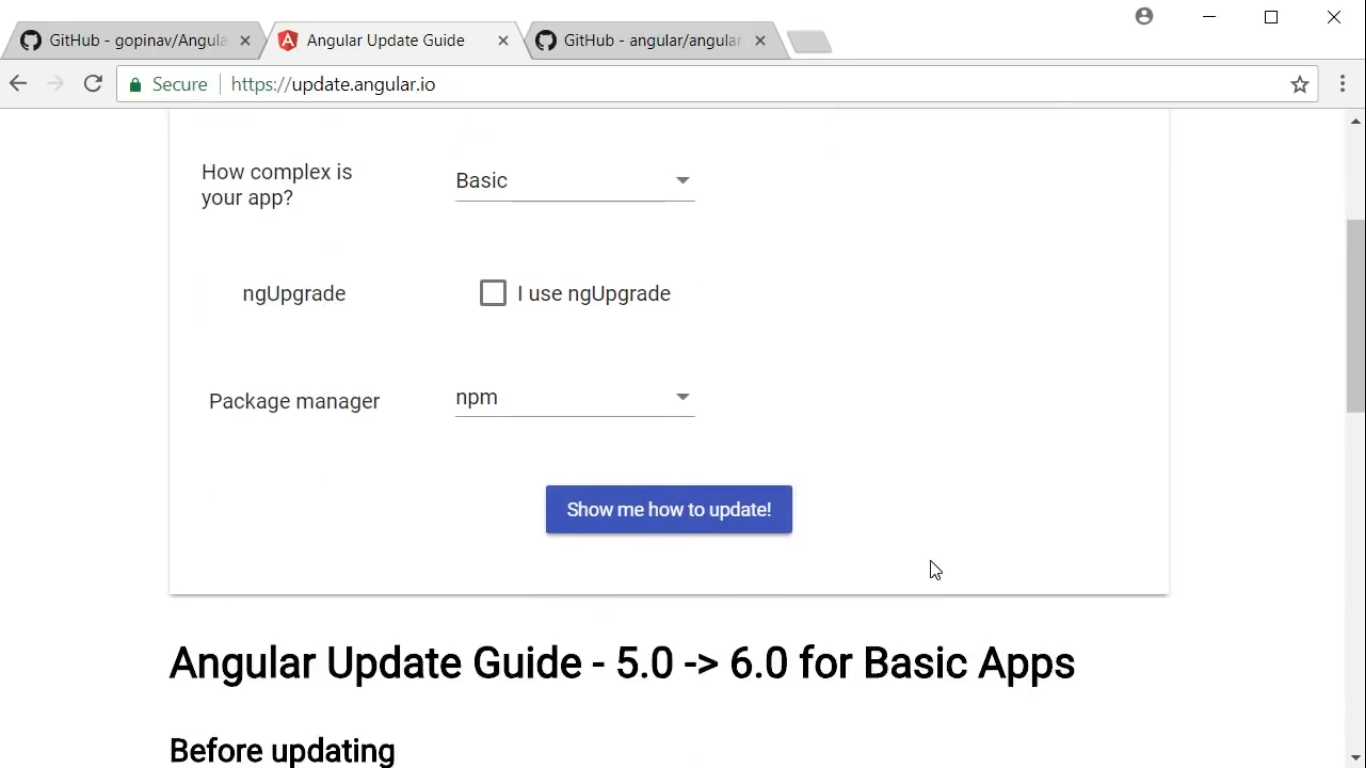 GitHub - gopinav/Angula
Angular Update Guide
GitHub - angular/angular
Secure
https://update.angular.io
How complex is
your app?
Basic
ngUpgrade
I use ngUpgrade
Package manager
npm
Show me how to update!
Angular Update Guide - 5.0 -> 6.0 for Basic Apps
Before updating